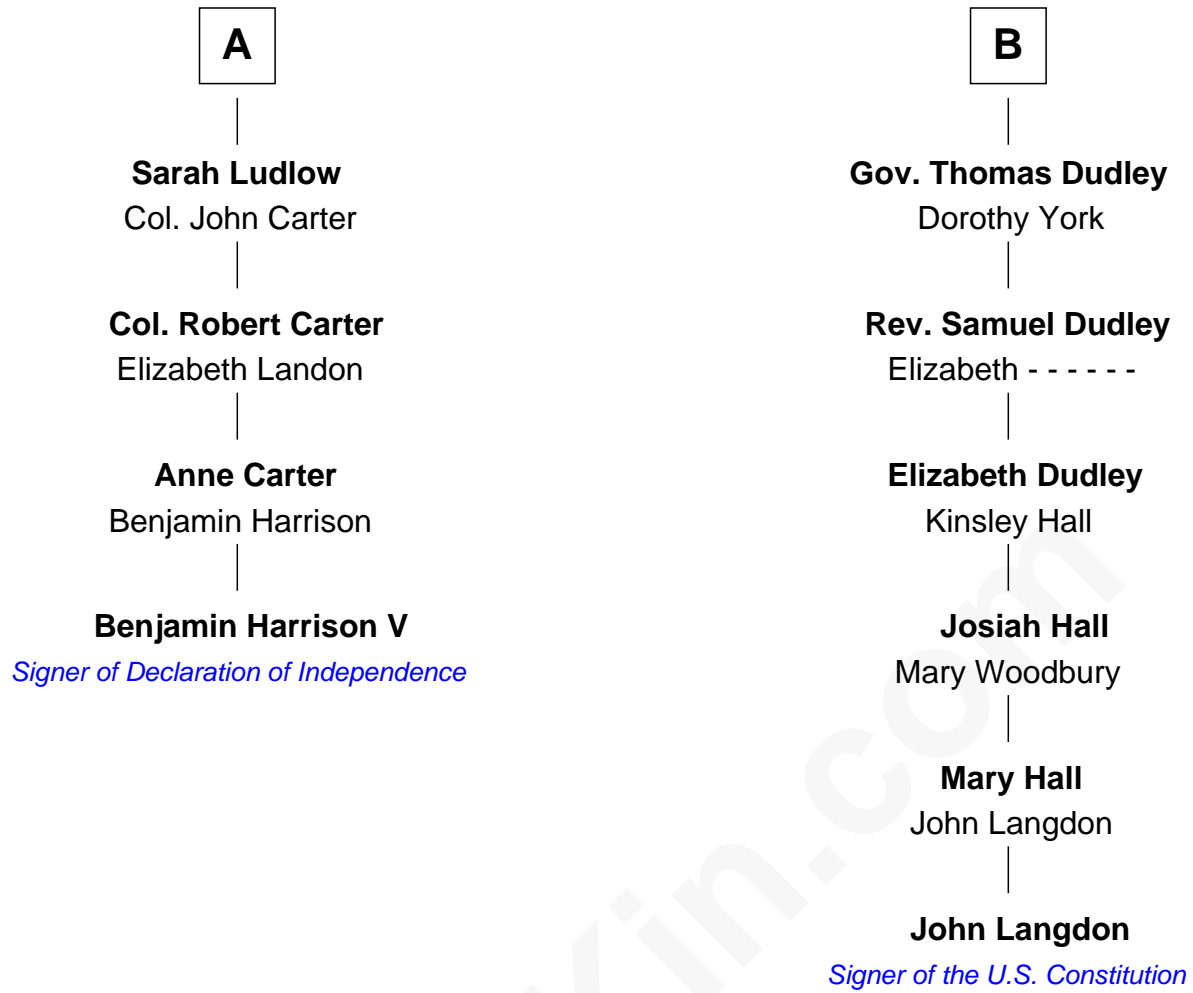 A
Sarah Ludlow
Col. John Carter
Col. Robert Carter
Elizabeth Landon
Anne Carter
Benjamin Harrison
Benjamin Harrison V
Signer of Declaration of Independence
B
Gov. Thomas Dudley
Dorothy York
Rev. Samuel Dudley
Elizabeth - - - - - -
Elizabeth Dudley
Kinsley Hall
Josiah Hall
Mary Woodbury
Mary Hall
John Langdon
John Langdon
Signer of the U.S. Constitution
Kin.com